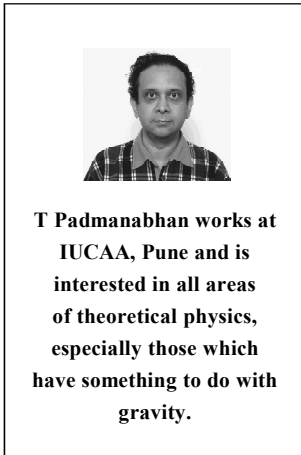 T Padmanabhan works at
IUCAA, Pune and is
interested in all areas
of theoretical physics,
especially those which
have something to do with
gravity.